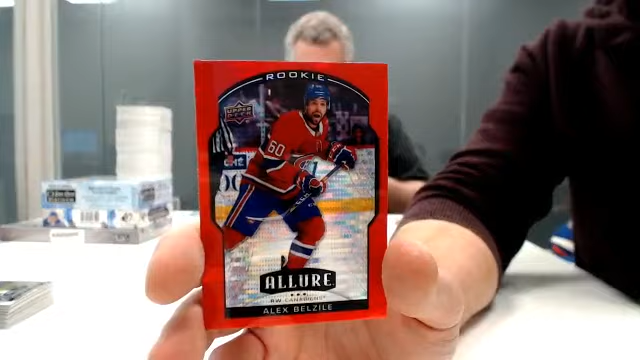 ROOKIE
UPPER
DECK
60
ALLURE
RW CANADIENS
ALEX BELZILE